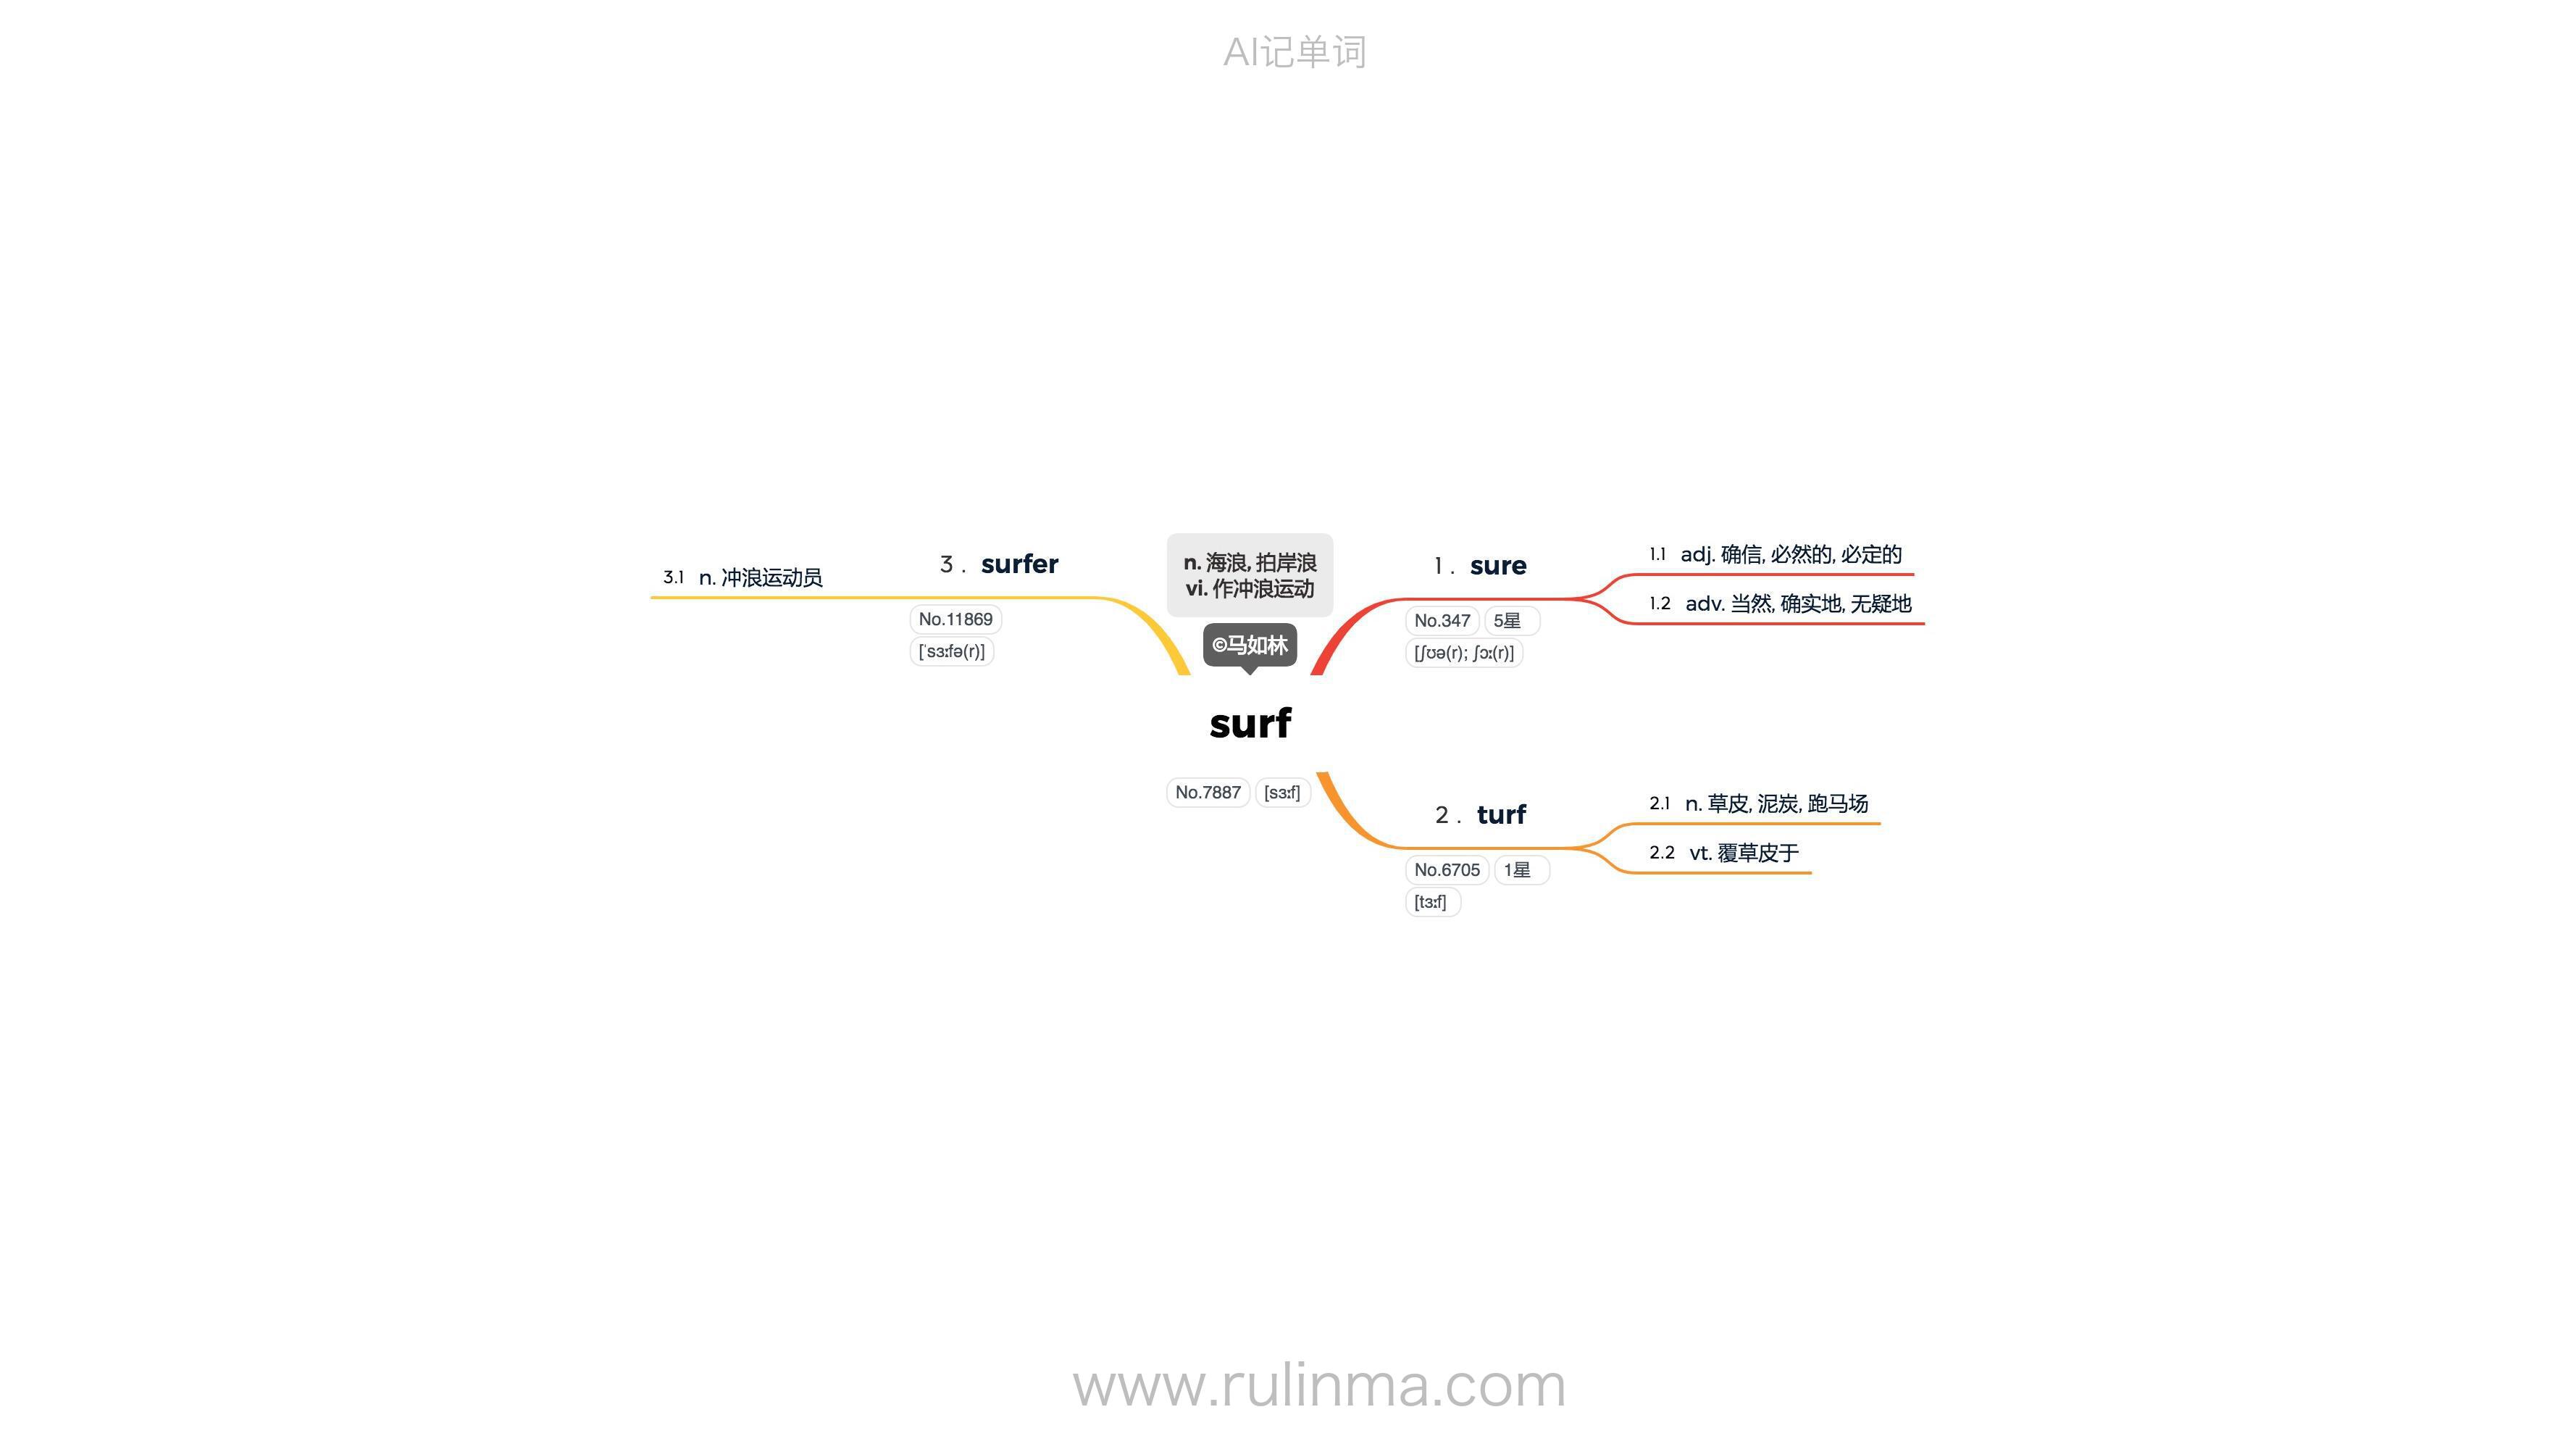 AI记单词
n. 海浪, 拍岸浪
vi. 作冲浪运动
©马如林
surf
No.7887 [sɜːf]
1. sure
No.347 5星
[ʃʊə(r); ʃɔː(r)]
1.1 adj. 确信, 必然的, 必定的
1.2 adv. 当然, 确实地, 无疑地
2. turf
No.6705 1星
[tɜːf]
2.1 n. 草皮, 泥炭, 跑马场
2.2 vt. 覆草皮于
3. surfer
No.11869
[ˈsɜːfə(r)]
3.1 n. 冲浪运动员
www.rulinma.com